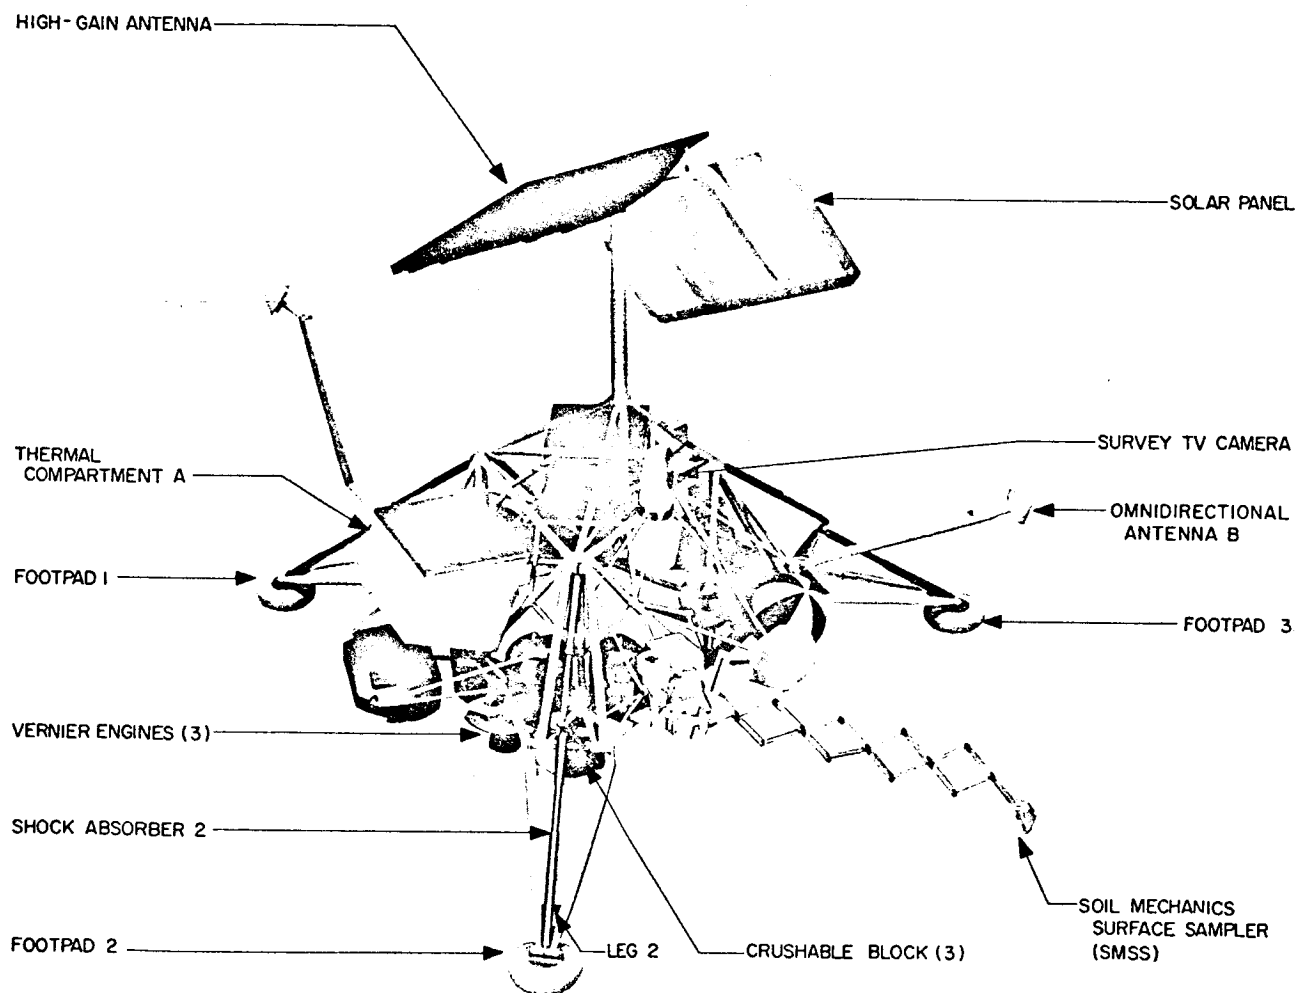 HIGH-GAIN ANTENNA
SOLAR PANEL
THERMAL
COMPARTMENT A
SURVEY TV CAMERA
OMNIDIRECTIONAL
ANTENNA B
FOOTPAD 1
FOOTPAD 3
VERNIER ENGINES (3)
SHOCK ABSORBER 2
SOIL MECHANICS
SURFACE SAMPLER
(SMSS)
FOOTPAD 2
LEG 2
CRUSHABLE BLOCK (3)